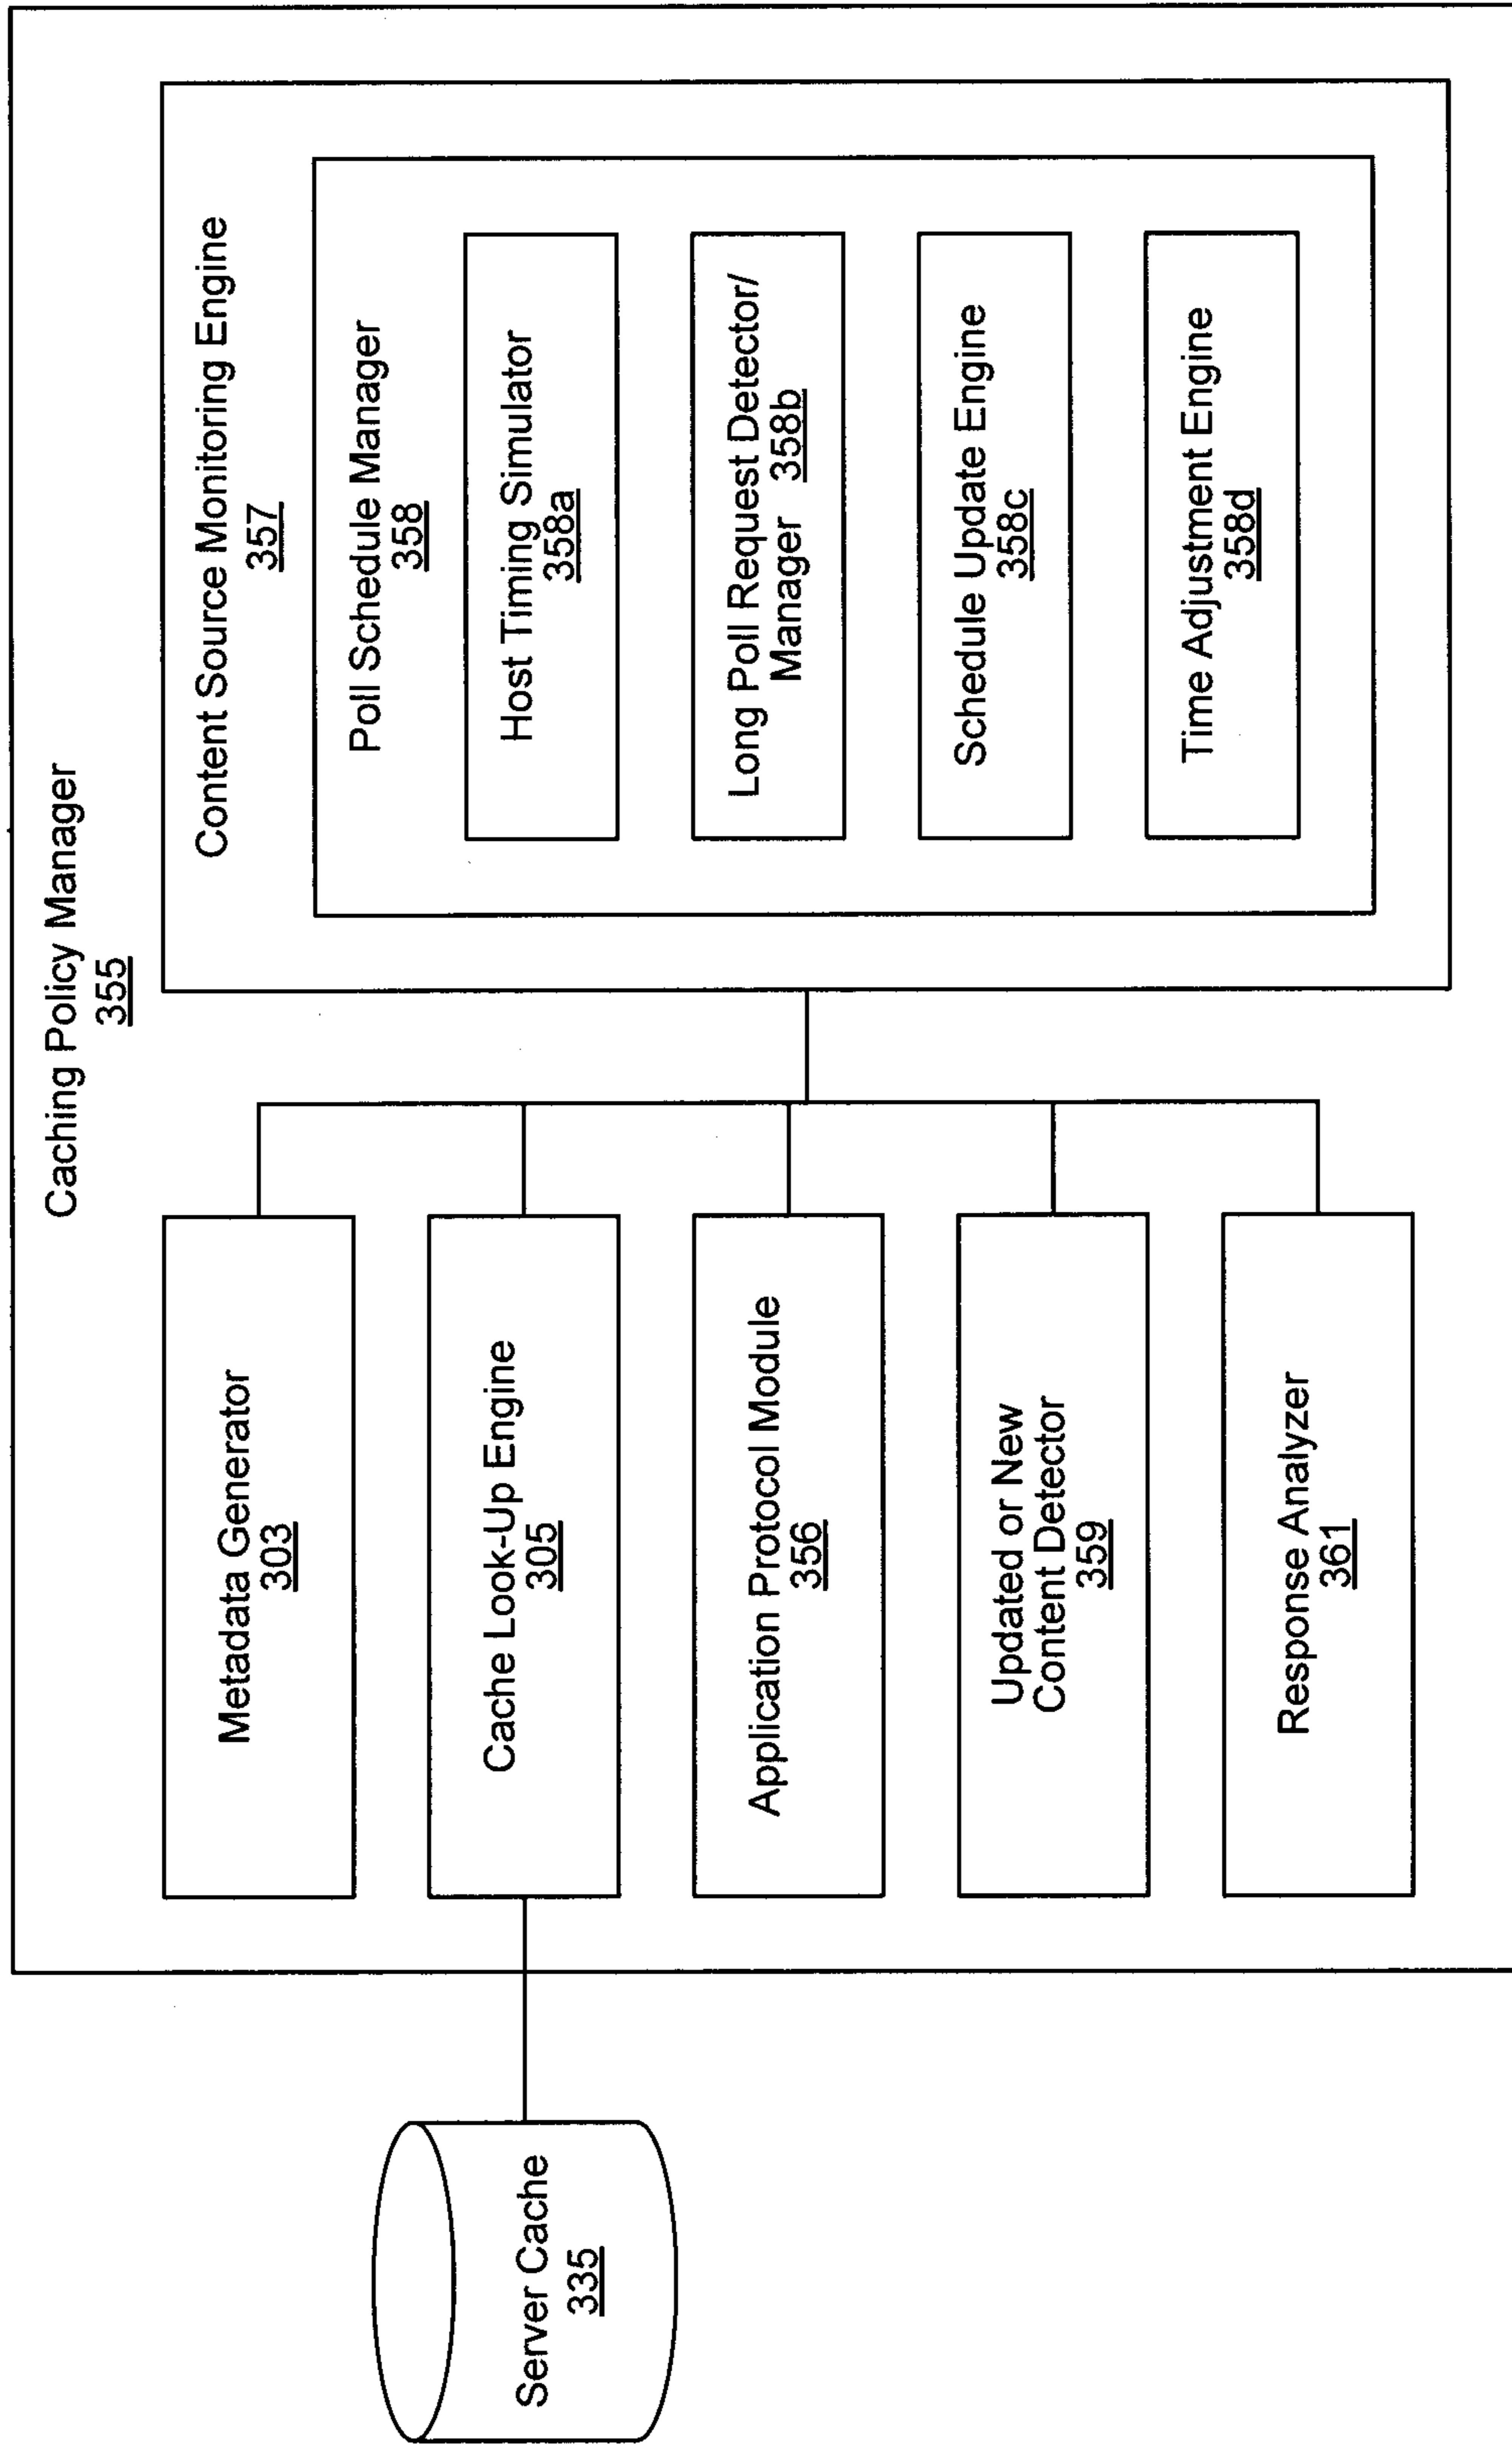 Caching Policy Manager
355
Server Cache
335
Metadata Generator
303
Cache Look-Up Engine
305
Application Protocol Module
356
Updated or New
Content Detector
359
Response Analyzer
361
Content Source Monitoring Engine
357
Poll Schedule Manager
358
Host Timing Simulator
358a
Long Poll Request Detector/
Manager 358b
Schedule Update Engine
358c
Time Adjustment Engine
358d